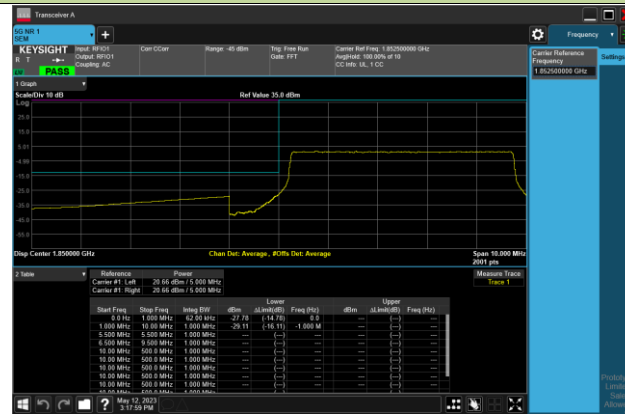 Transceiver A
5G NR 1
SEM
Frequency
KEYSIGHT
R T
PASS
Input: RFIO1
Output: RFIO1
Coupling: AC
Corr CCorr
Range: -45 dBm
Trig: Free Run
Gate: FFT
Carrier Ref Freq: 1.852500000 GHz
Avg|Hold: 100.00% of 10
CC Info: UL, 1 CC
Carrier Reference
Frequency
1.852500000 GHz
Settings
1 Graph
Scale/Div 10 dB
Ref Value 35.0 dBm
Log
25.0
15.0
5.01
-4.99
-15.0
-25.0
-35.0
-45.0
-55.0
Disp Center 1.850000 GHz
Chan Det: Average, #Offs Det: Average
Span 10.000 MHz
2001 pts
2 Table
Reference Power
Carrier #1: Left 20.66 dBm / 5.000 MHz
Carrier #1: Right 20.66 dBm / 5.000 MHz
Measure Trace
Trace 1
Lower Upper
Start Freq Stop Freq Integ BW dBm ΔLimit(dB) Freq (Hz) dBm ΔLimit(dB) Freq (Hz)
0.0 Hz 1.000 MHz 62.00 kHz -27.78 (-14.78) 0.0 --- (---) ---
1.000 MHz 10.00 MHz 1.000 MHz -29.11 (-16.11) -1.000 M --- (---) ---
5.500 MHz 5.500 MHz 1.000 MHz --- (---) --- --- (---) ---
6.500 MHz 9.500 MHz 1.000 MHz --- (---) --- --- (---) ---
10.00 MHz 500.0 MHz 1.000 MHz --- (---) --- --- (---) ---
10.00 MHz 500.0 MHz 1.000 MHz --- (---) --- --- (---) ---
10.00 MHz 500.0 MHz 1.000 MHz --- (---) --- --- (---) ---
10.00 MHz 500.0 MHz 1.000 MHz --- (---) --- --- (---) ---
10.00 MHz 500.0 MHz 1.000 MHz --- (---) --- --- (---) ---
?
May 12, 2023
3:17:59 PM